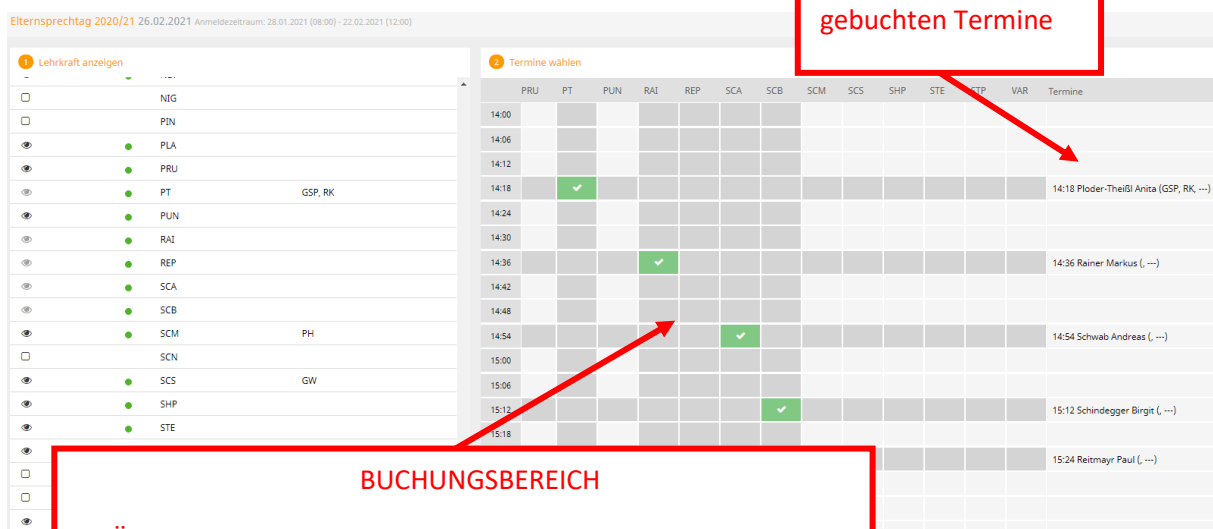 gebuchten Termine
Elternsprechtag 2020/21 26.02.2021 Anmeldezeitraum: 28.01.2021 (08:00) - 22.02.2021 (12:00)
1 Lehrkraft anzeigen
NIG
PIN
PLA
PRU
PT GSP, RK
PUN
RAI
REP
SCA
SCB
SCM PH
SCN
SCS GW
SHP
STE
2 Termine wählen
PRU PT PUN RAI REP SCA SCB SCM SCS SHP STE STP VAR Termine
14:00
14:06
14:12
14:18 14:18 Ploder-Theißl Anita (GSP, RK, ---)
14:24
14:30
14:36 14:36 Rainer Markus (, ---)
14:42
14:48
14:54 14:54 Schwab Andreas (, ---)
15:00
15:06
15:12 15:12 Schindegger Birgit (, ---)
15:18
15:24 Reitmayr Paul (, ---)
BUCHUNGSBEREICH